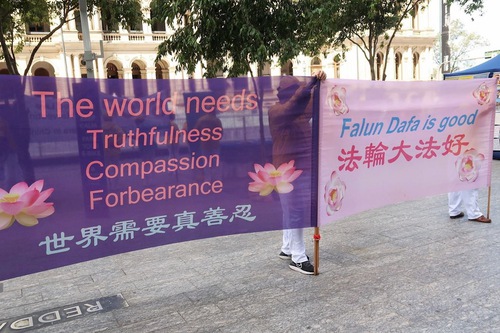 The world needs
Truthfulness
Compassion
Forbearance
世界需要真善忍
Falun Dafa is good
法輪大法好
REDD